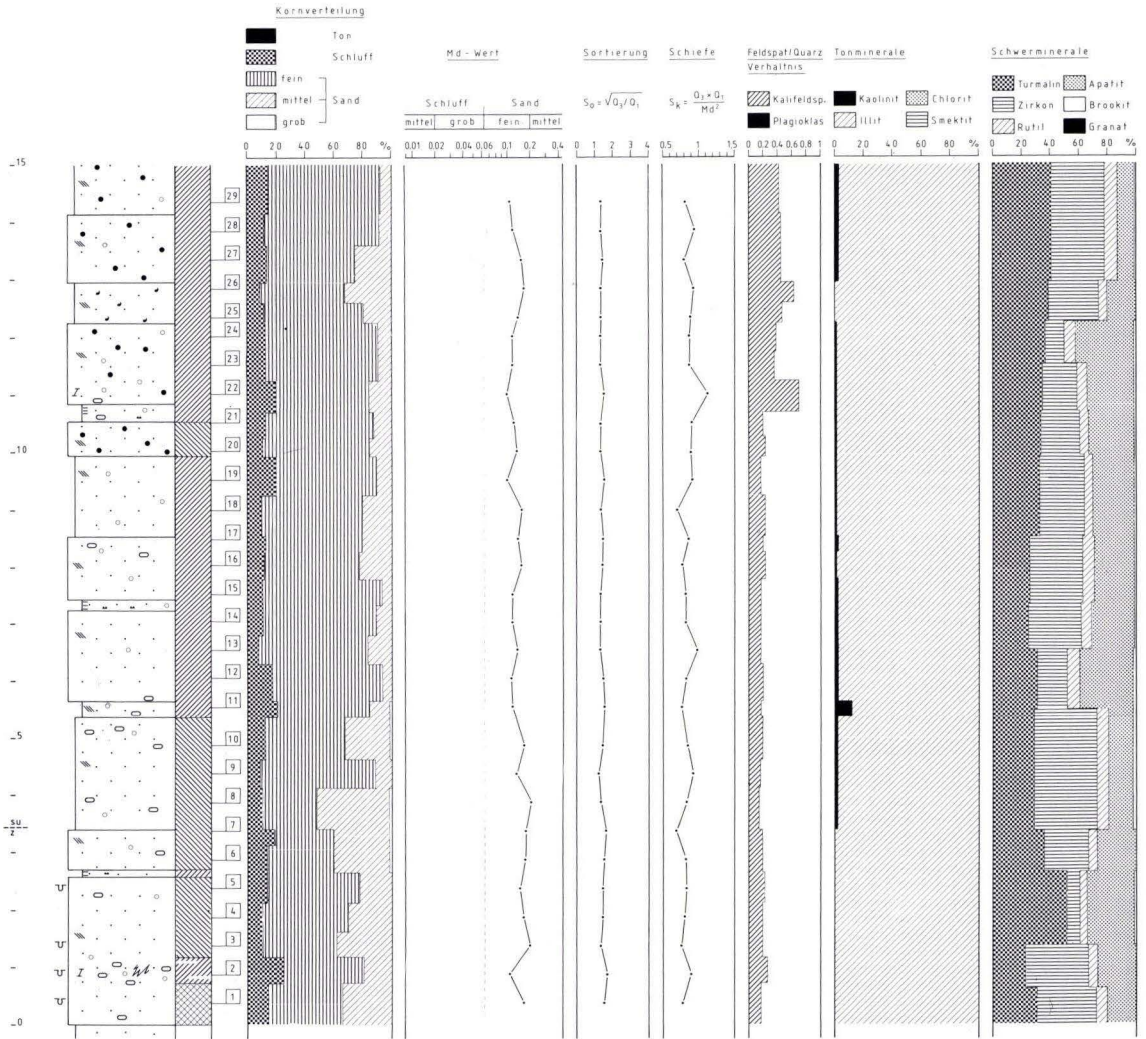 Kornverteilung
Ton
Schluff
fein
mittel
grob
Sand
Md-Wert
Schluff Sand
mittel grob fein mittel
Sortierung
S₀ = √Q₃/Q₁
Schiefe
Sₖ = Q₃ × Q₁ / Md²
Feldspat/Quarz
Verhältnis
Kalifeldsp.
Plagioklas
Tonminerale
Kaolinit
Chlorit
Illit
Smektit
Schwerminerale
Turmalin
Apatit
Zirkon
Brookit
Rutil
Granat
0 20 40 60 80 %
0.01 0.02 0.04 0.06 0.1 0.2 0.4
0 1 2 3 4
0.5 1 1.5
0 0.2 0.4 0.6 0.8 1
0 20 40 60 80 %
0 20 40 60 80 %
15
29
28
27
26
25
24
23
22
21
10
20
19
18
17
16
15
14
13
12
11
5
10
9
8
su
z
7
6
5
4
3
2
1
0